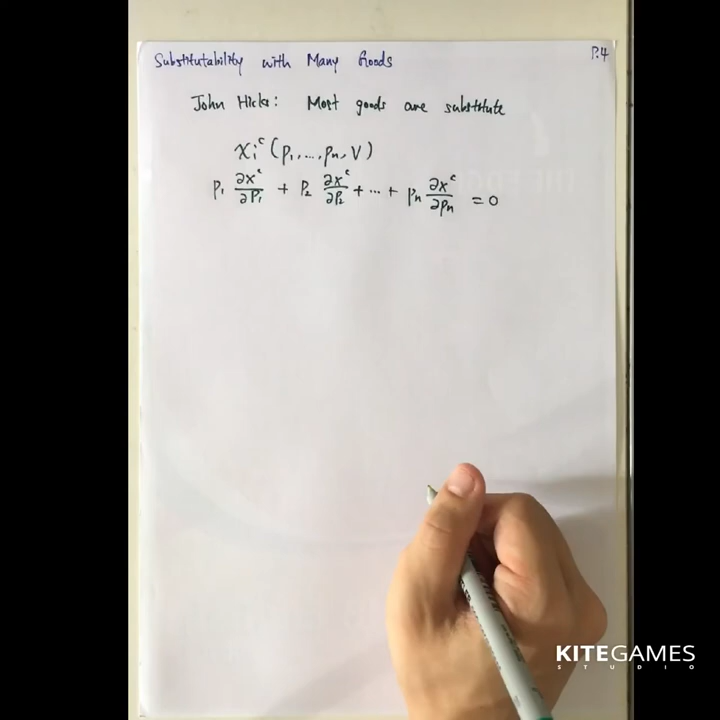 Substitutability with Many Goods P.4
John Hicks: Most goods are substitute
xᵢᶜ (p₁, ..., pₙ, V)
p₁ ∂xᶜ/∂p₁ + p₂ ∂xᶜ/∂p₂ + ... + pₙ ∂xᶜ/∂pₙ = 0
KITEGAMES
STUDIO